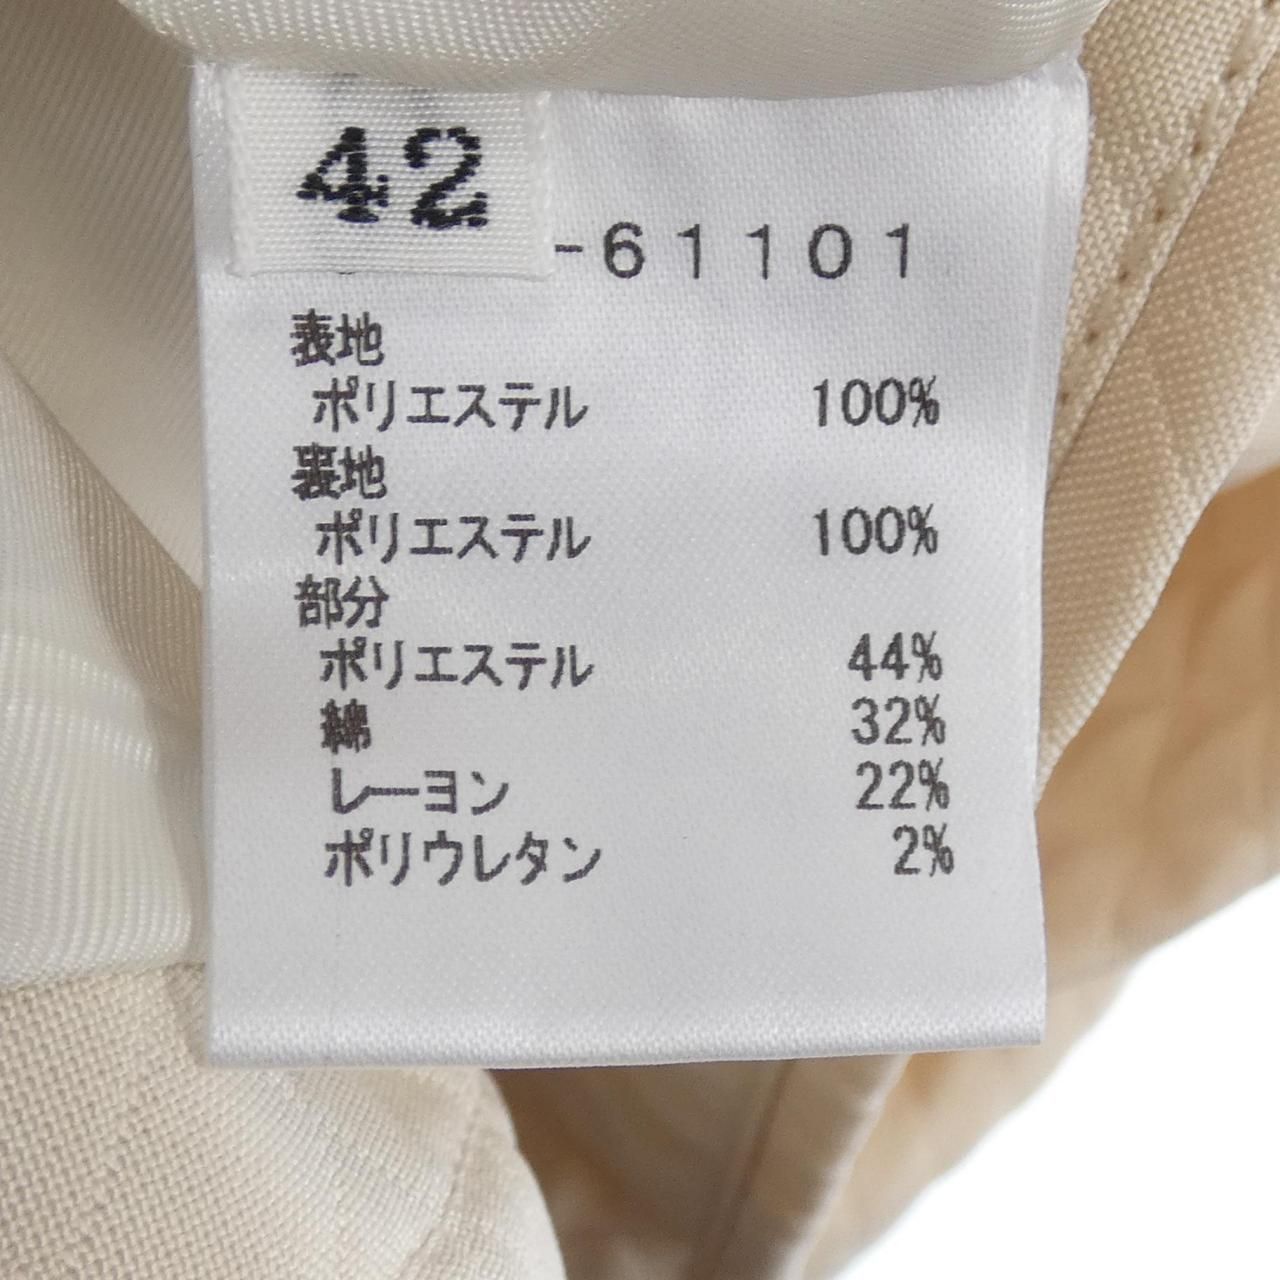 42
-61101
表地
ポリエステル 100%
裏地
ポリエステル 100%
部分
ポリエステル 44%
綿 32%
レーヨン 22%
ポリウレタン 2%